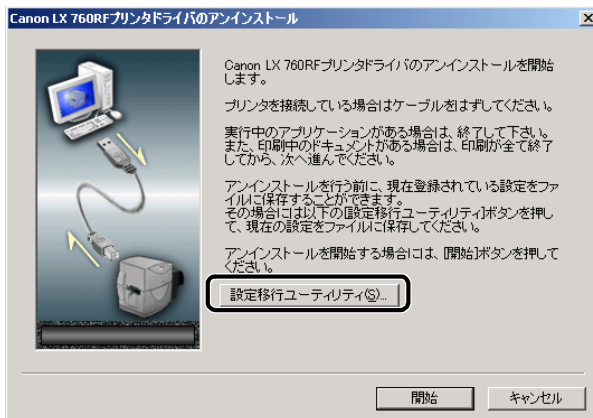 Canon LX 760RFプリンタドライバのアンインストール
Canon LX 760RFプリンタドライバのアンインストールを開始
します。
プリンタを接続している場合はケーブルをはずしてください。
実行中のアプリケーションがある場合は、終了して下さい。
また、印刷中のドキュメントがある場合は、印刷が全て終了
してから、次へ進んでください。
アンインストールを行う前に、現在登録されている設定をファ
イルに保存することができます。
その場合には以下の[設定移行ユーティリティ]ボタンを押し
て、現在の設定をファイルに保存してください。
アンインストールを開始する場合には、[開始]ボタンを押して
ください。
設定移行ユーティリティ(S)...
開始
キャンセル